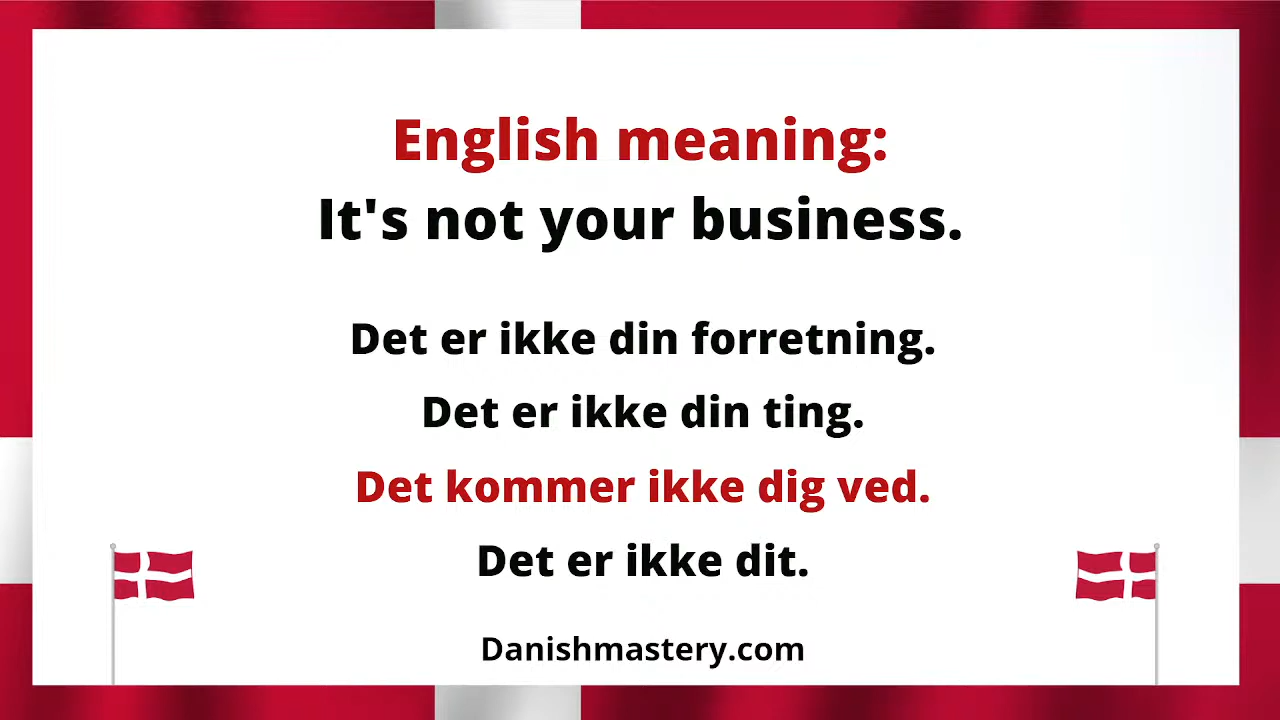 English meaning:
It's not your business.
Det er ikke din forretning.
Det er ikke din ting.
Det kommer ikke dig ved.
Det er ikke dit.
Danishmastery.com